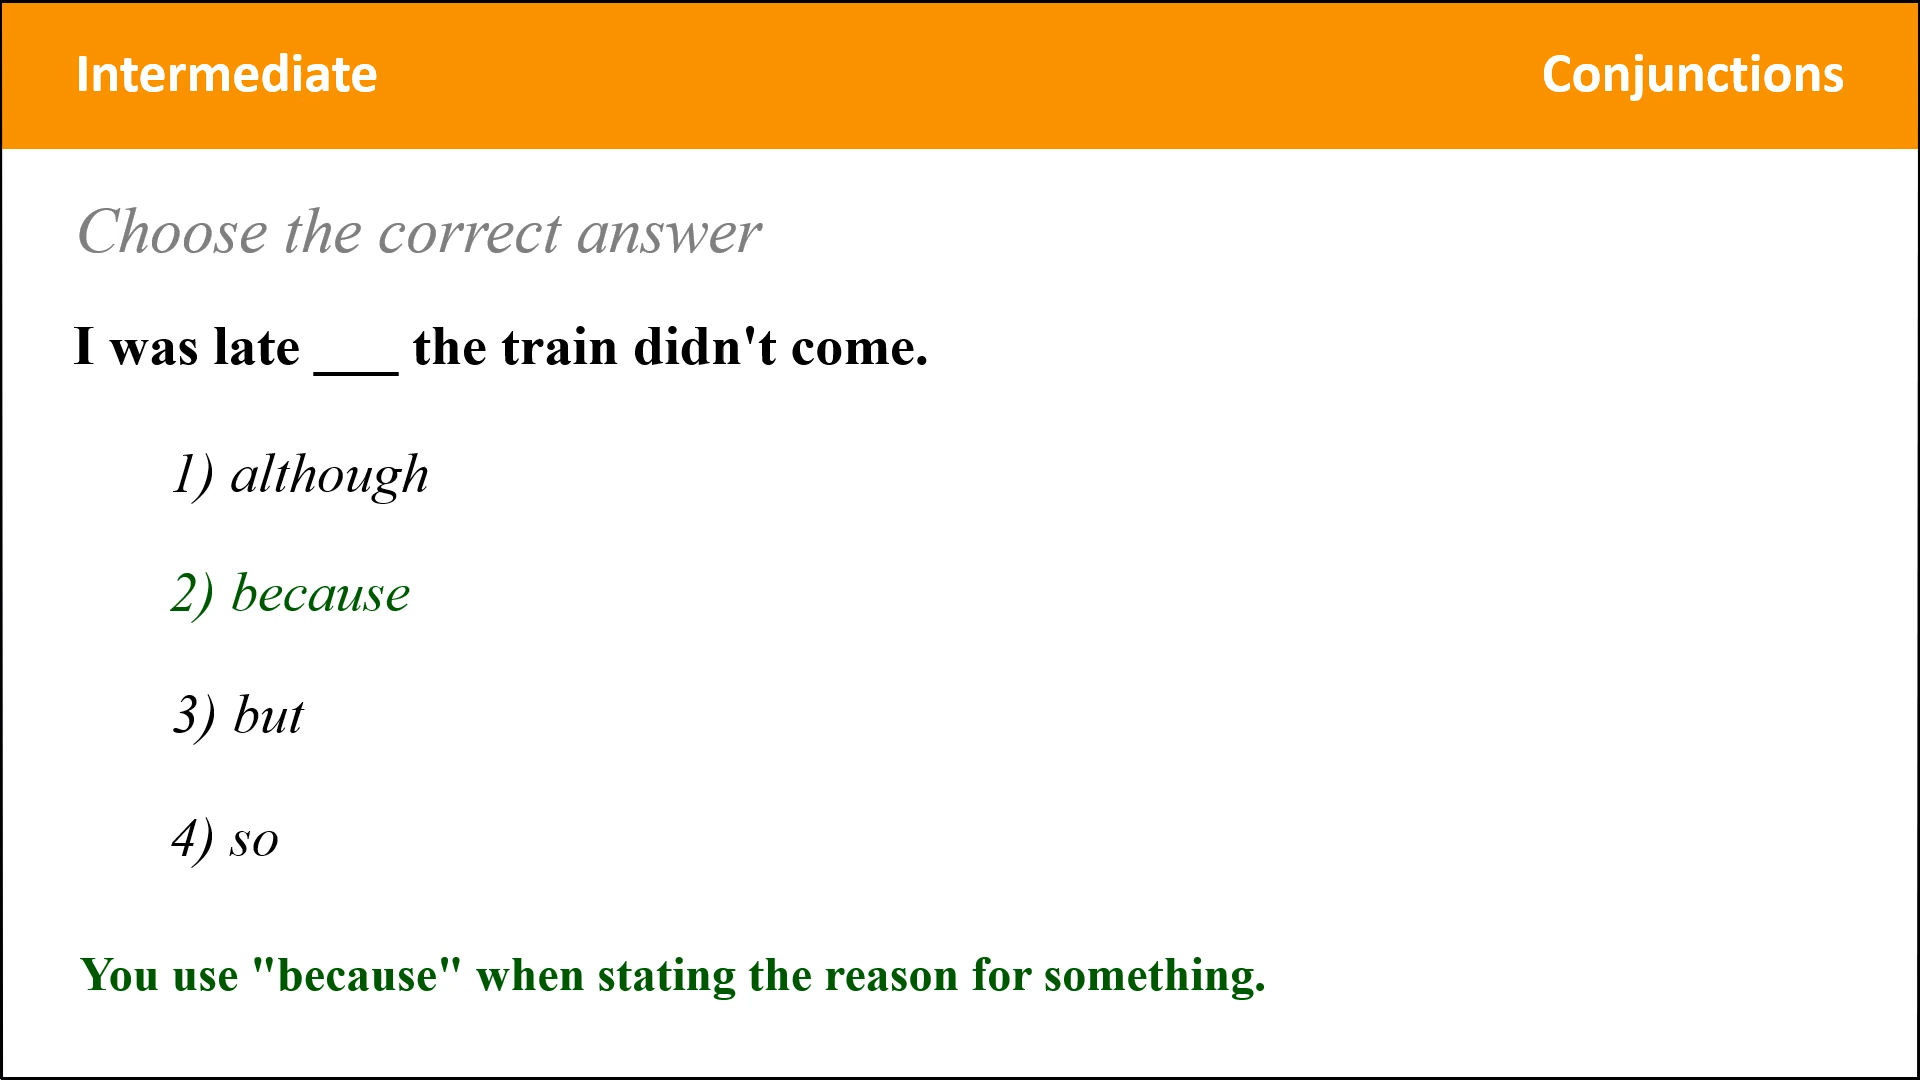 Intermediate Conjunctions
Choose the correct answer
I was late ___ the train didn't come.
1) although
2) because
3) but
4) so
You use "because" when stating the reason for something.